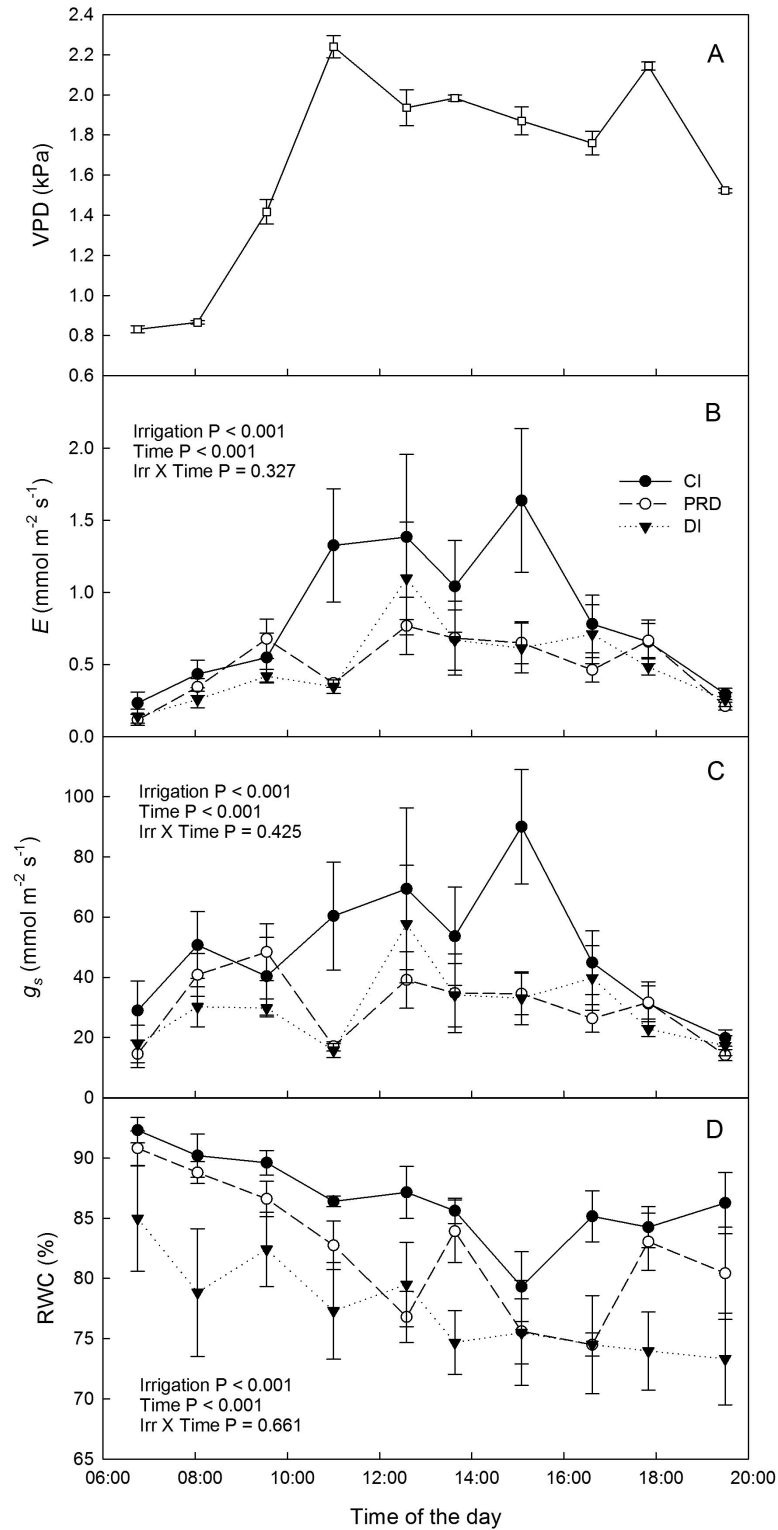 2.4
2.2
2.0
1.8
1.6
1.4
1.2
1.0
0.8
0.6
VPD (kPa)
A
B
Irrigation P < 0.001
Time P < 0.001
Irr X Time P = 0.327
CI
PRD
DI
2.0
1.5
1.0
0.5
0.0
E (mmol m⁻² s⁻¹)
C
Irrigation P < 0.001
Time P < 0.001
Irr X Time P = 0.425
100
80
60
40
20
0
gₛ (mmol m⁻² s⁻¹)
D
90
85
80
75
70
65
RWC (%)
Irrigation P < 0.001
Time P < 0.001
Irr X Time P = 0.661
06:00 08:00 10:00 12:00 14:00 16:00 18:00 20:00
Time of the day